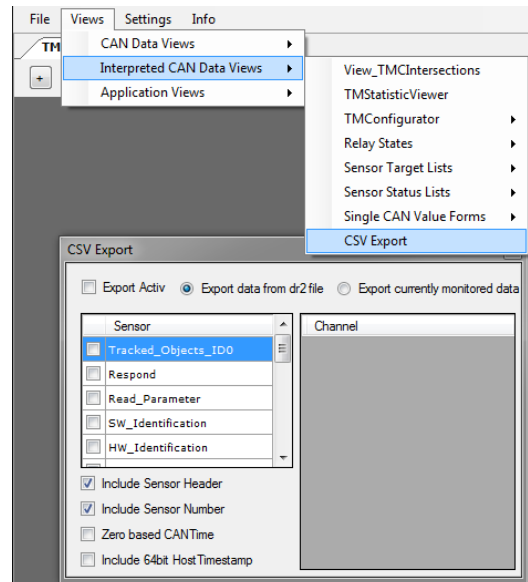 File Views Settings Info
TM
CAN Data Views
+
Interpreted CAN Data Views
Application Views
View_TMCIntersections
TMStatisticViewer
TMConfigurator
Relay States
Sensor Target Lists
Sensor Status Lists
Single CAN Value Forms
CSV Export
CSV Export
Export Activ Export data from dr2 file Export currently monitored data
Sensor Channel
Tracked_Objects_ID0
Respond
Read_Parameter
SW_Identification
HW_Identification
Include Sensor Header
Include Sensor Number
Zero based CANTime
Include 64bit HostTimestamp